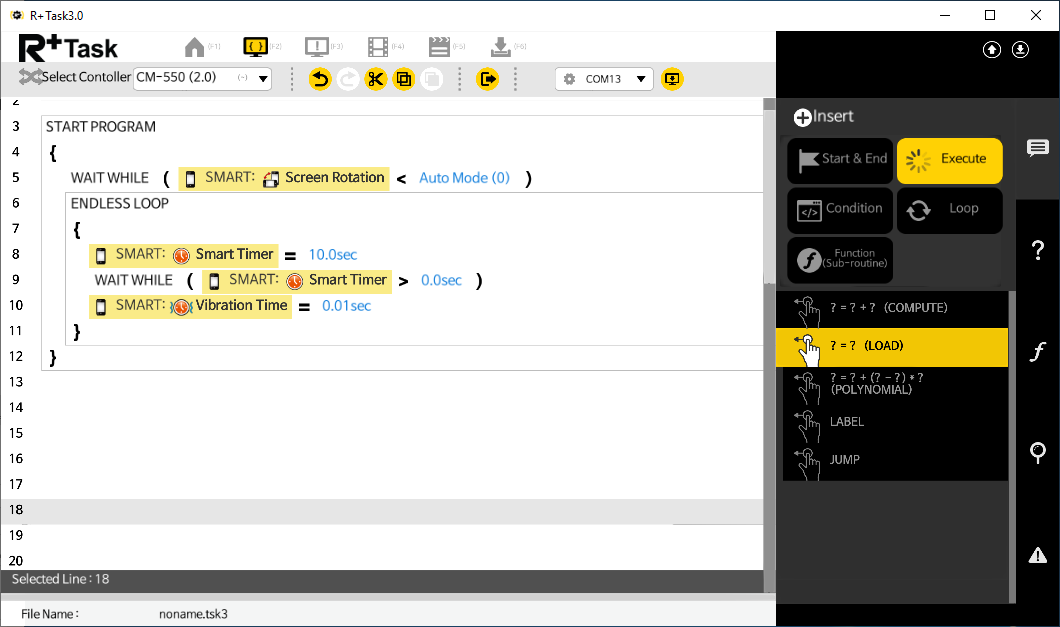 R+Task3.0
R+Task (F1) (F2) (F3) (F4) (F5) (F6)
Select Contoller CM-550 (2.0) (-) COM13
2
3 START PROGRAM
4 {
5 WAIT WHILE ( SMART: Screen Rotation < Auto Mode (0) )
6 ENDLESS LOOP
7 {
8 SMART: Smart Timer = 10.0sec
9 WAIT WHILE ( SMART: Smart Timer > 0.0sec )
10 SMART: Vibration Time = 0.01sec
11 }
12 }
13
14
15
16
17
18
19
20
Selected Line : 18
File Name : noname.tsk3
Insert
Start & End Execute
Condition Loop
Function
(Sub-routine)
? = ? + ? (COMPUTE)
? = ? (LOAD)
? = ? + (? - ?) * ?
(POLYNOMIAL)
LABEL
JUMP